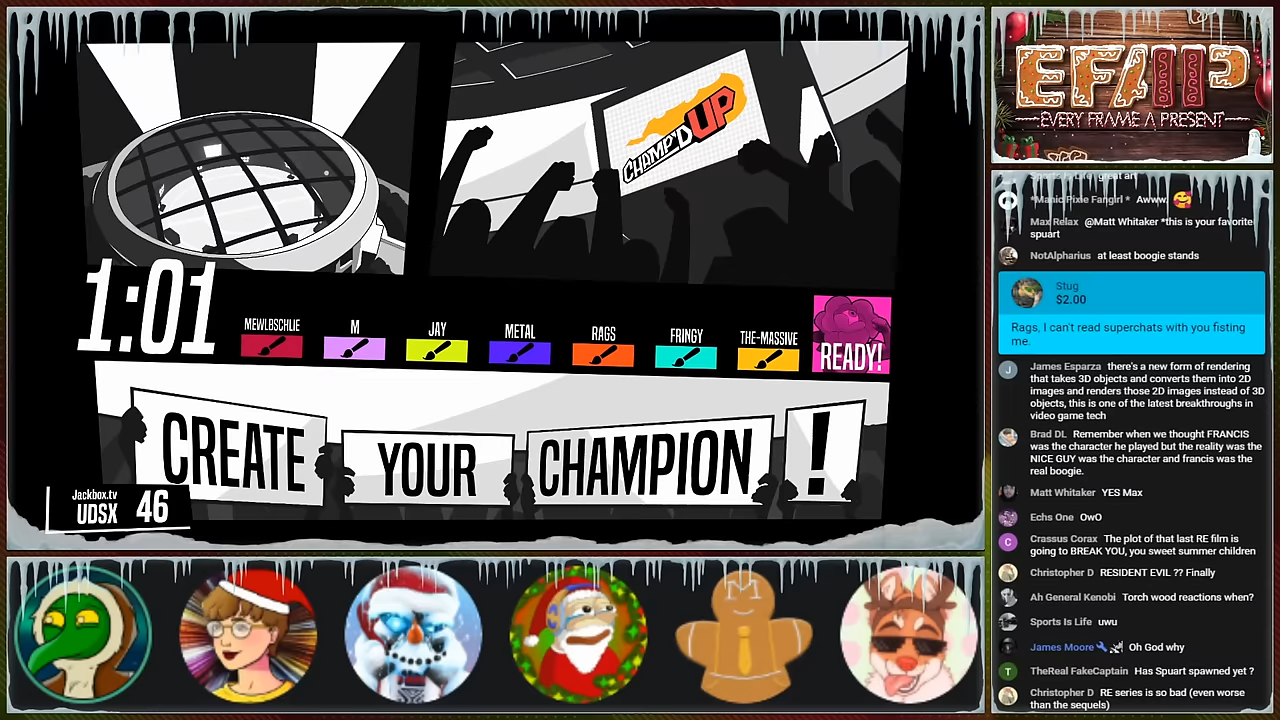 CHAMP'D UP
1:01
MEWLBSCHLIE
M
JAY
METAL
RAGS
FRINGY
THE-MASSIVE
READY!
CREATE
YOUR
CHAMPION
!
Jackbox.tv
UDSX
46
M
EFAP
EVERY FRAME A PRESENT
great art
*Manic Pixie Fangirl * Awww
Max Relax @Matt Whitaker *this is your favorite
spuart
NotAlpharius at least boogie stands
Stug
$2.00
Rags, I can't read superchats with you fisting
me.
J
James Esparza there's a new form of rendering
that takes 3D objects and converts them into 2D
images and renders those 2D images instead of 3D
objects, this is one of the latest breakthroughs in
video game tech
Brad DL Remember when we thought FRANCIS
was the character he played but the reality was the
NICE GUY was the character and francis was the
real boogie.
Matt Whitaker YES Max
Echs One OwO
C
Crassus Corax The plot of that last RE film is
going to BREAK YOU, you sweet summer children
Christopher D RESIDENT EVIL ?? Finally
Ah General Kenobi Torch wood reactions when?
Sports Is Life uwu
James Moore Oh God why
T
TheReal FakeCaptain Has Spuart spawned yet ?
Christopher D RE series is so bad (even worse
than the sequels)